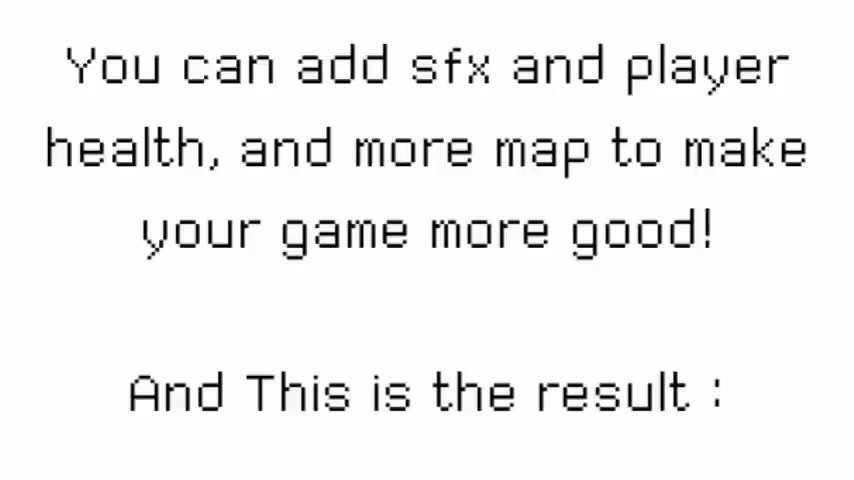 You can add sfx and player
health, and more map to make
your game more good!
And This is the result :